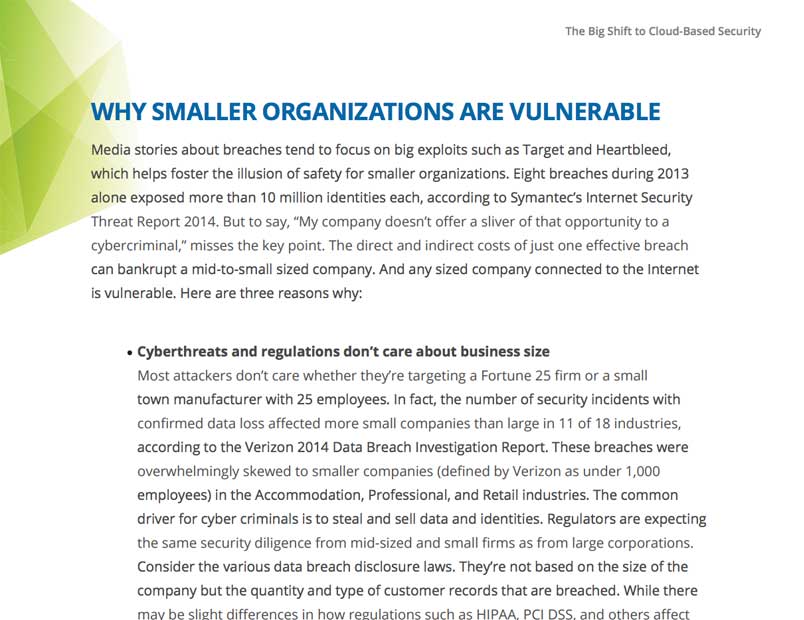 The Big Shift to Cloud-Based Security
WHY SMALLER ORGANIZATIONS ARE VULNERABLE
Media stories about breaches tend to focus on big exploits such as Target and Heartbleed,
which helps foster the illusion of safety for smaller organizations. Eight breaches during 2013
alone exposed more than 10 million identities each, according to Symantec’s Internet Security
Threat Report 2014. But to say, “My company doesn’t offer a sliver of that opportunity to a
cybercriminal,” misses the key point. The direct and indirect costs of just one effective breach
can bankrupt a mid-to-small sized company. And any sized company connected to the Internet
is vulnerable. Here are three reasons why:
• Cyberthreats and regulations don’t care about business size
Most attackers don’t care whether they’re targeting a Fortune 25 firm or a small
town manufacturer with 25 employees. In fact, the number of security incidents with
confirmed data loss affected more small companies than large in 11 of 18 industries,
according to the Verizon 2014 Data Breach Investigation Report. These breaches were
overwhelmingly skewed to smaller companies (defined by Verizon as under 1,000
employees) in the Accommodation, Professional, and Retail industries. The common
driver for cyber criminals is to steal and sell data and identities. Regulators are expecting
the same security diligence from mid-sized and small firms as from large corporations.
Consider the various data breach disclosure laws. They’re not based on the size of the
company but the quantity and type of customer records that are breached. While there
may be slight differences in how regulations such as HIPAA, PCI DSS, and others affect